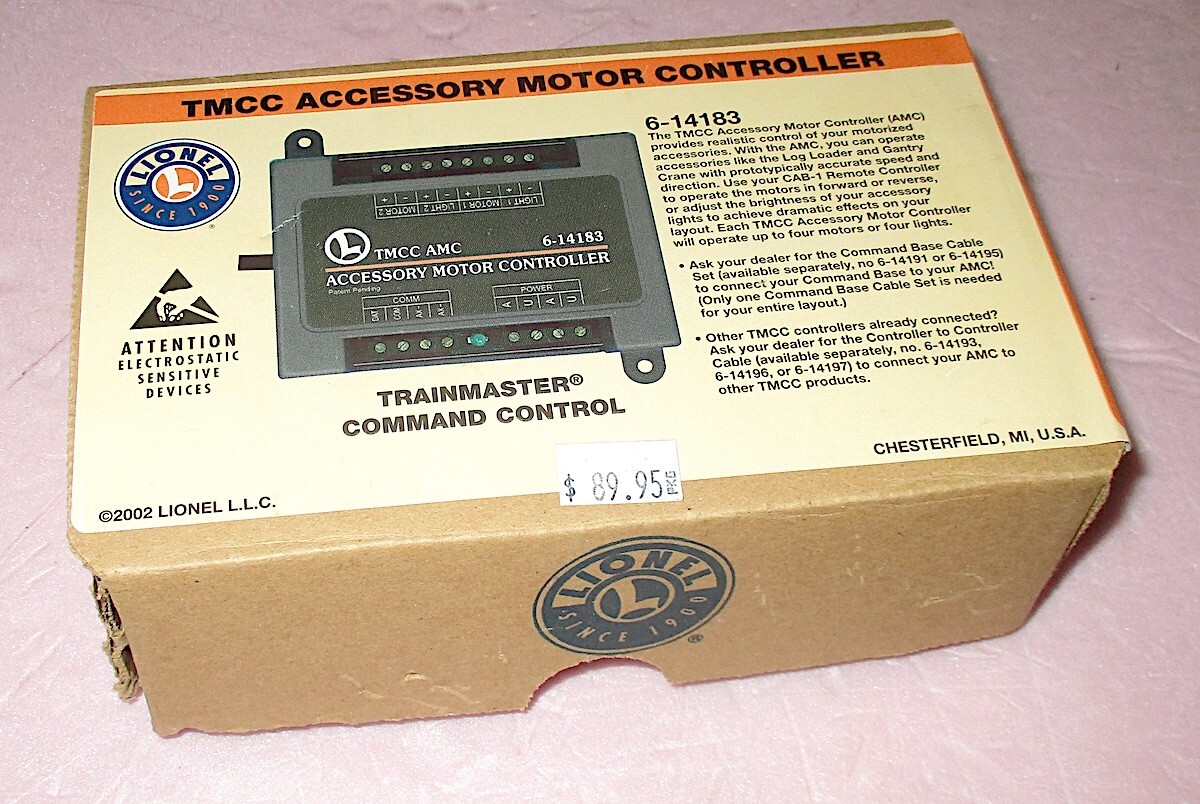 TMCC ACCESSORY MOTOR CONTROLLER
LIONEL
SINCE 1900
®
LIGHT 1 MOTOR 1 LIGHT 2 MOTOR 2
+ - + - + - + -
L TMCC AMC 6-14183
ACCESSORY MOTOR CONTROLLER
Patent Pending
COMM POWER
DAT COM AX- AX- A U A U
ATTENTION
ELECTROSTATIC
SENSITIVE
DEVICES
TRAINMASTER®
COMMAND CONTROL
6-14183
The TMCC Accessory Motor Controller (AMC)
provides realistic control of your motorized
accessories. With the AMC, you can operate
accessories like the Log Loader and Gantry
Crane with prototypically accurate speed and
direction. Use your CAB-1 Remote Controller
to operate the motors in forward or reverse,
or adjust the brightness of your accessory
lights to achieve dramatic effects on your
layout. Each TMCC Accessory Motor Controller
will operate up to four motors or four lights.
• Ask your dealer for the Command Base Cable
Set (available separately, no 6-14191 or 6-14195)
to connect your Command Base to your AMC!
(Only one Command Base Cable Set is needed
for your entire layout.)
• Other TMCC controllers already connected?
Ask your dealer for the Controller to Controller
Cable (available separately, no. 6-14193,
6-14196, or 6-14197) to connect your AMC to
other TMCC products.
CHESTERFIELD, MI, U.S.A.
©2002 LIONEL L.L.C.
$ 89.95 PKG
LIONEL
SINCE 1900
®